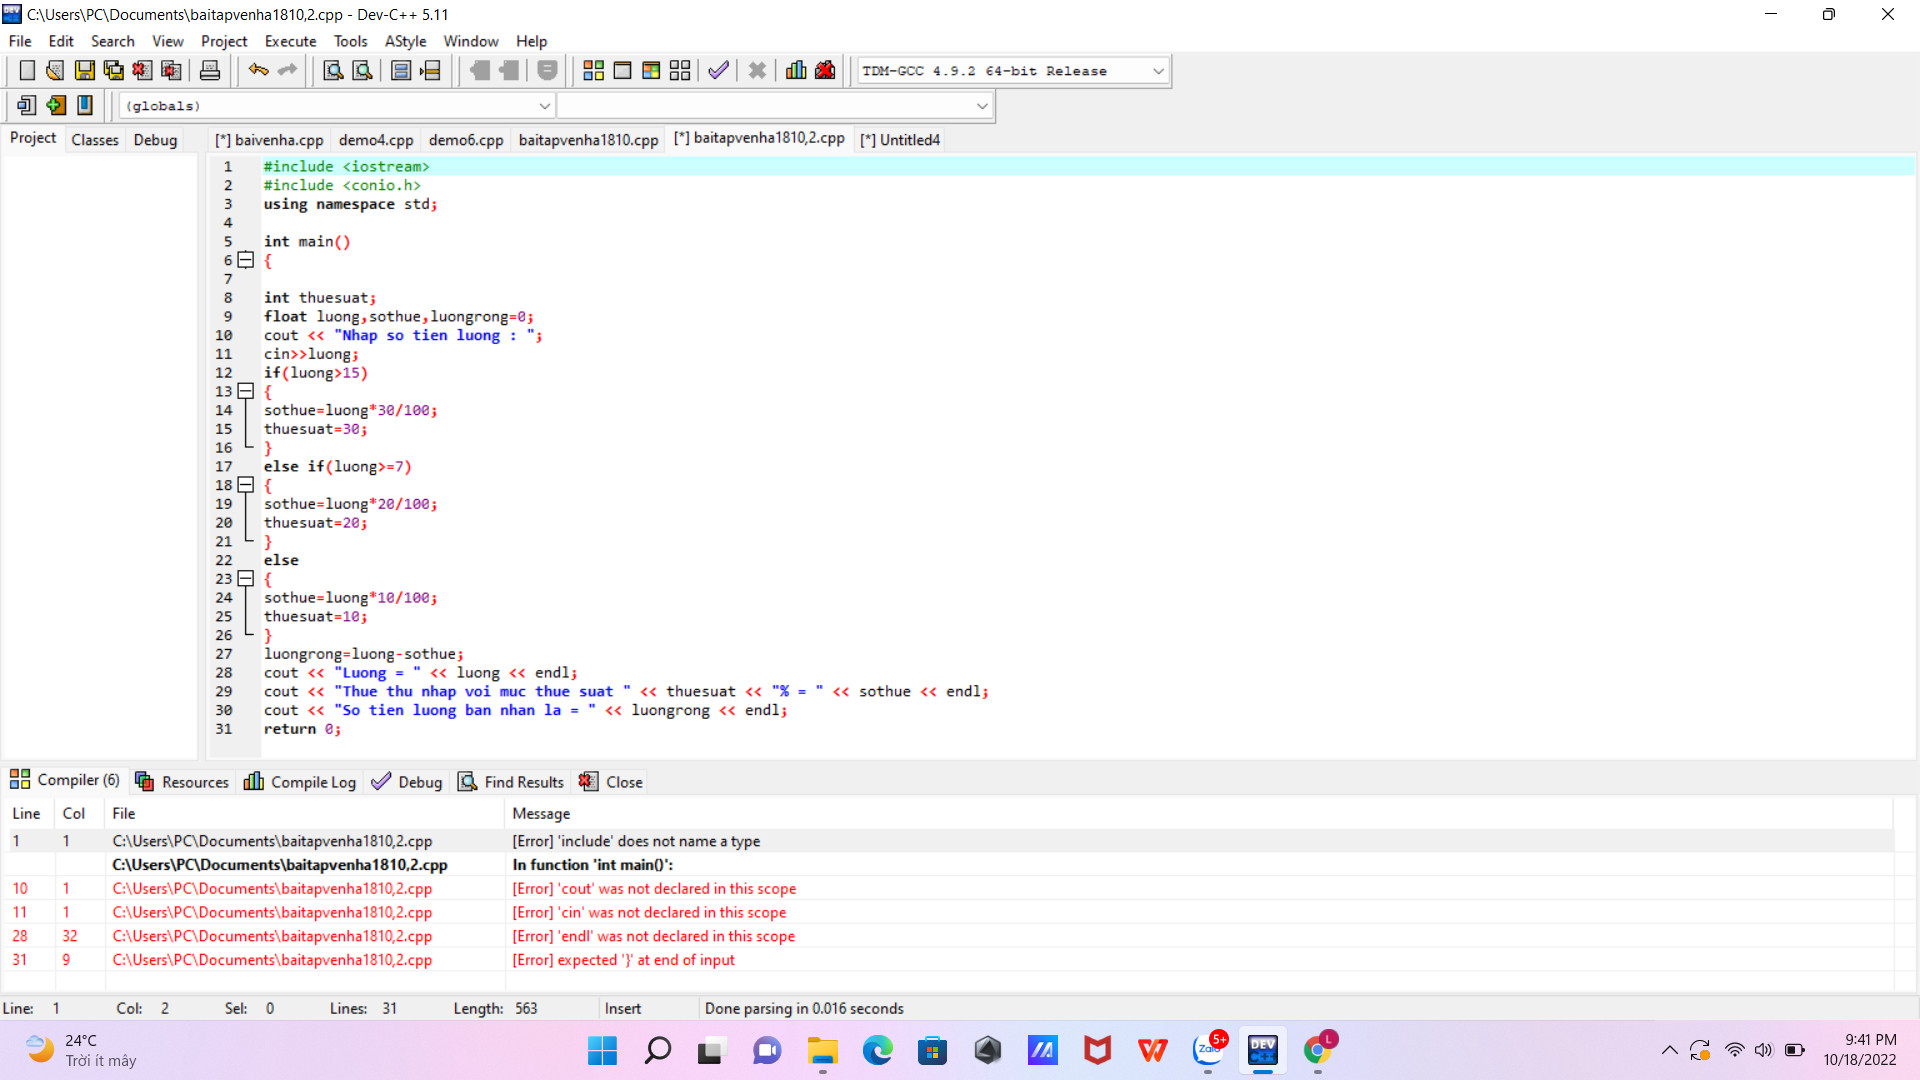 C:\Users\PC\Documents\baitapvenha1810,2.cpp - Dev-C++ 5.11
File Edit Search View Project Execute Tools AStyle Window Help
TDM-GCC 4.9.2 64-bit Release
(globals)
Project Classes Debug [*] baivenha.cpp demo4.cpp demo6.cpp baitapvenha1810.cpp [*] baitapvenha1810,2.cpp [*] Untitled4
1 #include <iostream>
2 #include <conio.h>
3 using namespace std;
4
5 int main()
6 {
7
8 int thuesuat;
9 float luong,sothue,luongrong=0;
10 cout << "Nhap so tien luong : ";
11 cin>>luong;
12 if(luong>15)
13 {
14 sothue=luong*30/100;
15 thuesuat=30;
16 }
17 else if(luong>=7)
18 {
19 sothue=luong*20/100;
20 thuesuat=20;
21 }
22 else
23 {
24 sothue=luong*10/100;
25 thuesuat=10;
26 }
27 luongrong=luong-sothue;
28 cout << "Luong = " << luong << endl;
29 cout << "Thue thu nhap voi muc thue suat " << thuesuat << "% = " << sothue << endl;
30 cout << "So tien luong ban nhan la = " << luongrong << endl;
31 return 0;
Compiler (6) Resources Compile Log Debug Find Results Close
Line Col File Message
1 1 C:\Users\PC\Documents\baitapvenha1810,2.cpp [Error] 'include' does not name a type
C:\Users\PC\Documents\baitapvenha1810,2.cpp In function 'int main()':
10 1 C:\Users\PC\Documents\baitapvenha1810,2.cpp [Error] 'cout' was not declared in this scope
11 1 C:\Users\PC\Documents\baitapvenha1810,2.cpp [Error] 'cin' was not declared in this scope
28 32 C:\Users\PC\Documents\baitapvenha1810,2.cpp [Error] 'endl' was not declared in this scope
31 9 C:\Users\PC\Documents\baitapvenha1810,2.cpp [Error] expected '}' at end of input
Line: 1 Col: 2 Sel: 0 Lines: 31 Length: 563 Insert Done parsing in 0.016 seconds
24°C
Trời ít mây
Zalo 5+
DEV C++
L
9:41 PM
10/18/2022